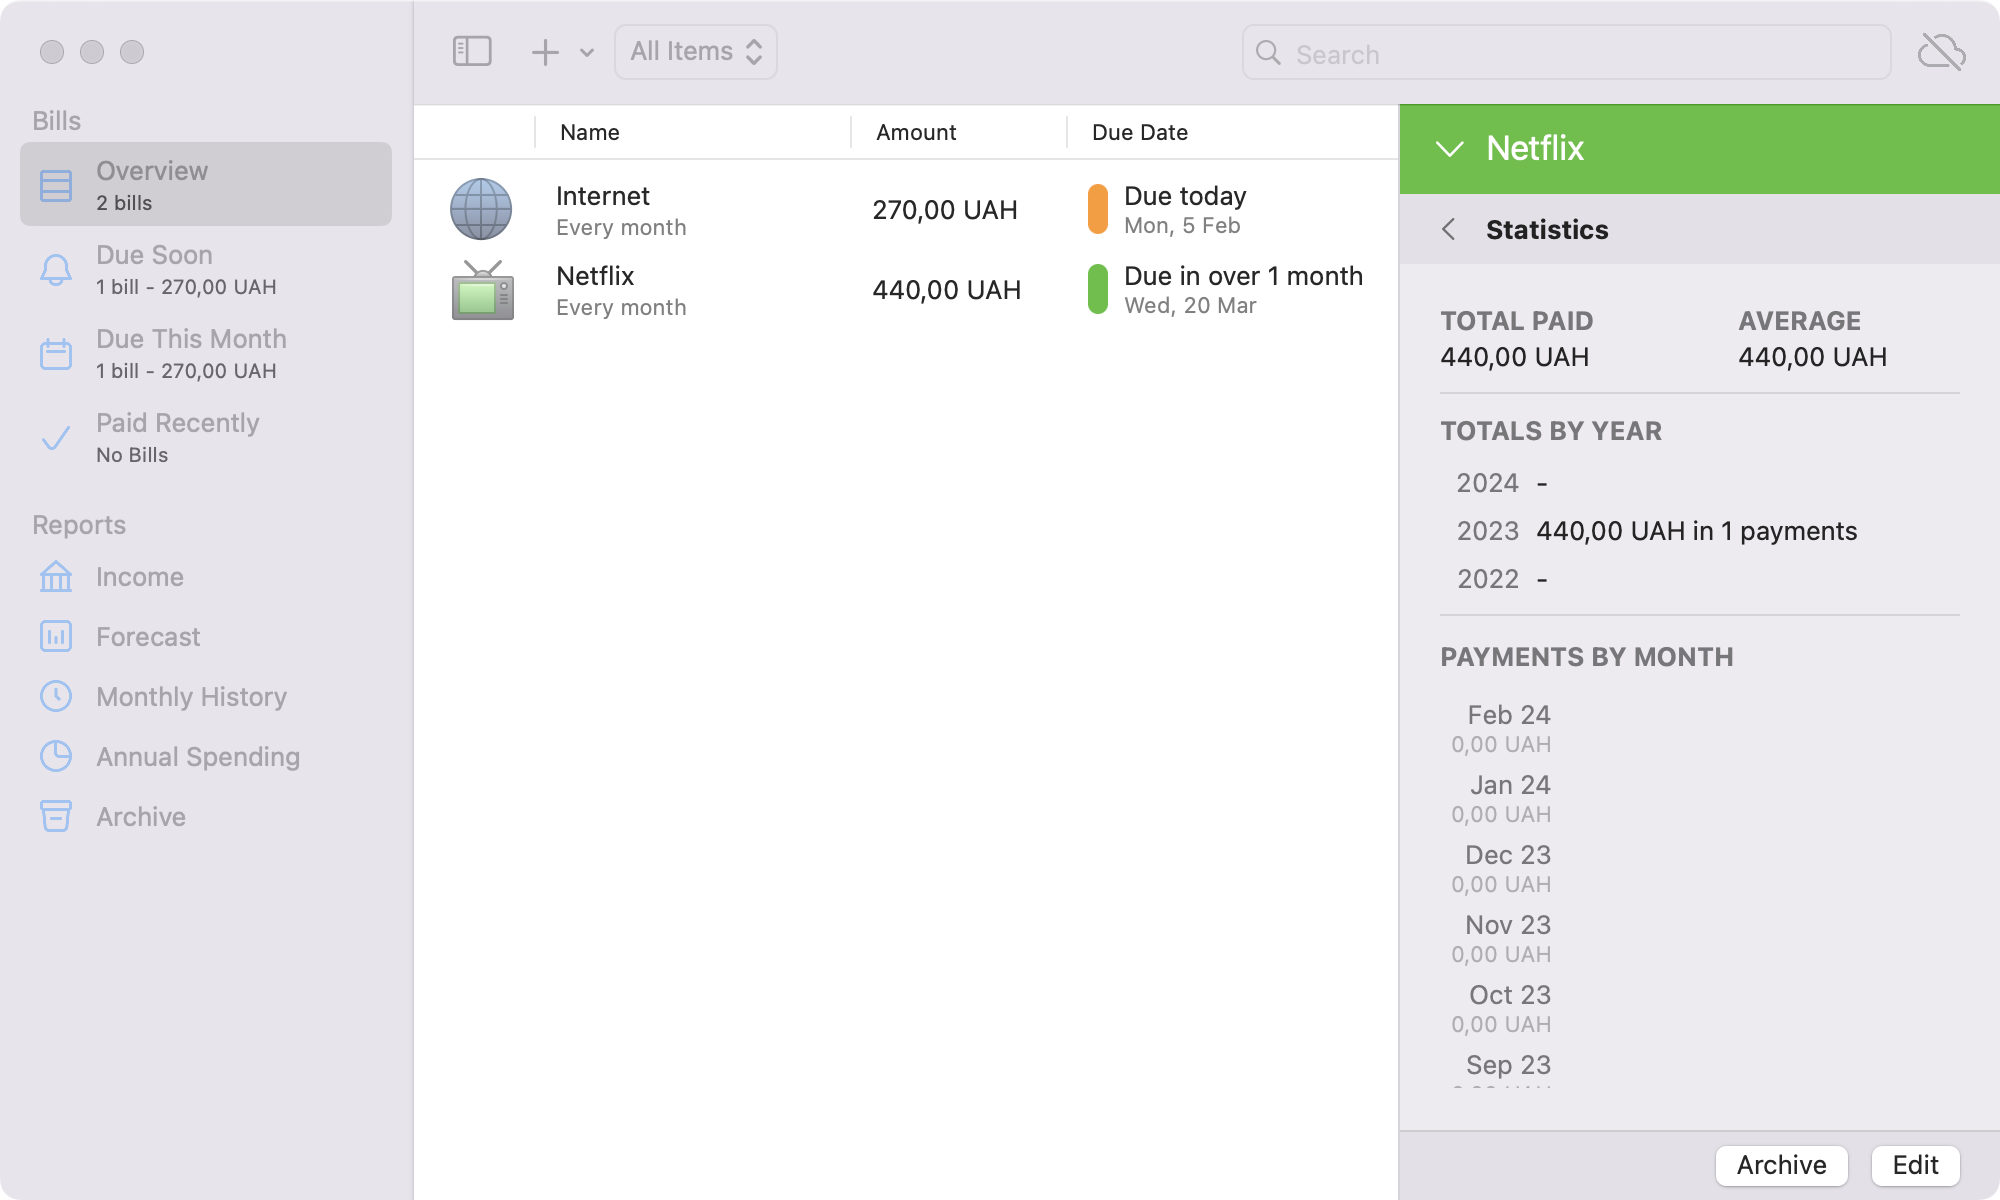 Bills
Overview
2 bills
Due Soon
1 bill - 270,00 UAH
Due This Month
1 bill - 270,00 UAH
Paid Recently
No Bills
Reports
Income
Forecast
Monthly History
Annual Spending
Archive
All Items
Search
Name Amount Due Date
Internet
Every month
270,00 UAH
Due today
Mon, 5 Feb
Netflix
Every month
440,00 UAH
Due in over 1 month
Wed, 20 Mar
Netflix
Statistics
TOTAL PAID AVERAGE
440,00 UAH 440,00 UAH
TOTALS BY YEAR
2024 -
2023 440,00 UAH in 1 payments
2022 -
PAYMENTS BY MONTH
Feb 24
0,00 UAH
Jan 24
0,00 UAH
Dec 23
0,00 UAH
Nov 23
0,00 UAH
Oct 23
0,00 UAH
Sep 23
Archive Edit